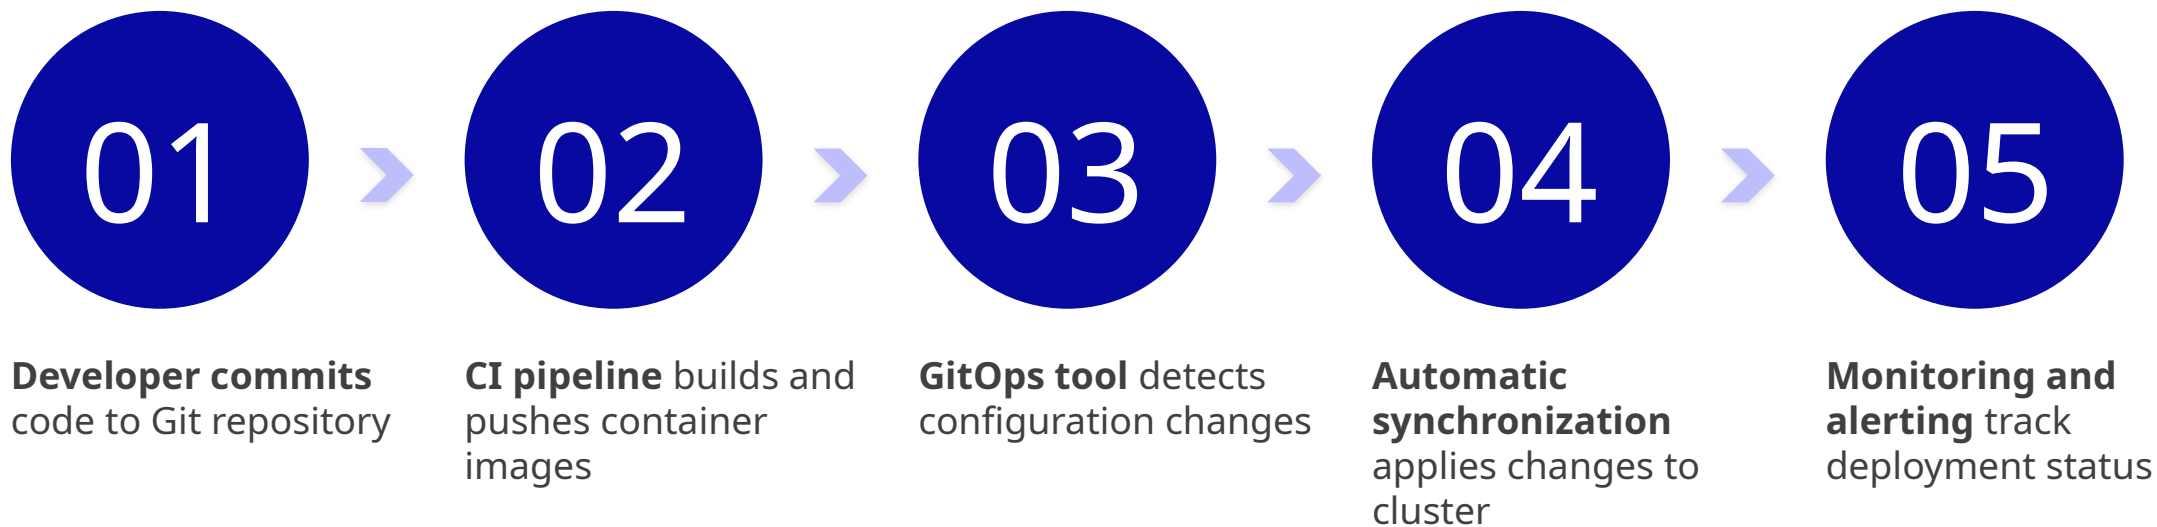 01
Developer commits
code to Git repository
02
CI pipeline builds and
pushes container
images
03
GitOps tool detects
configuration changes
04
Automatic
synchronization
applies changes to
cluster
05
Monitoring and
alerting track
deployment status